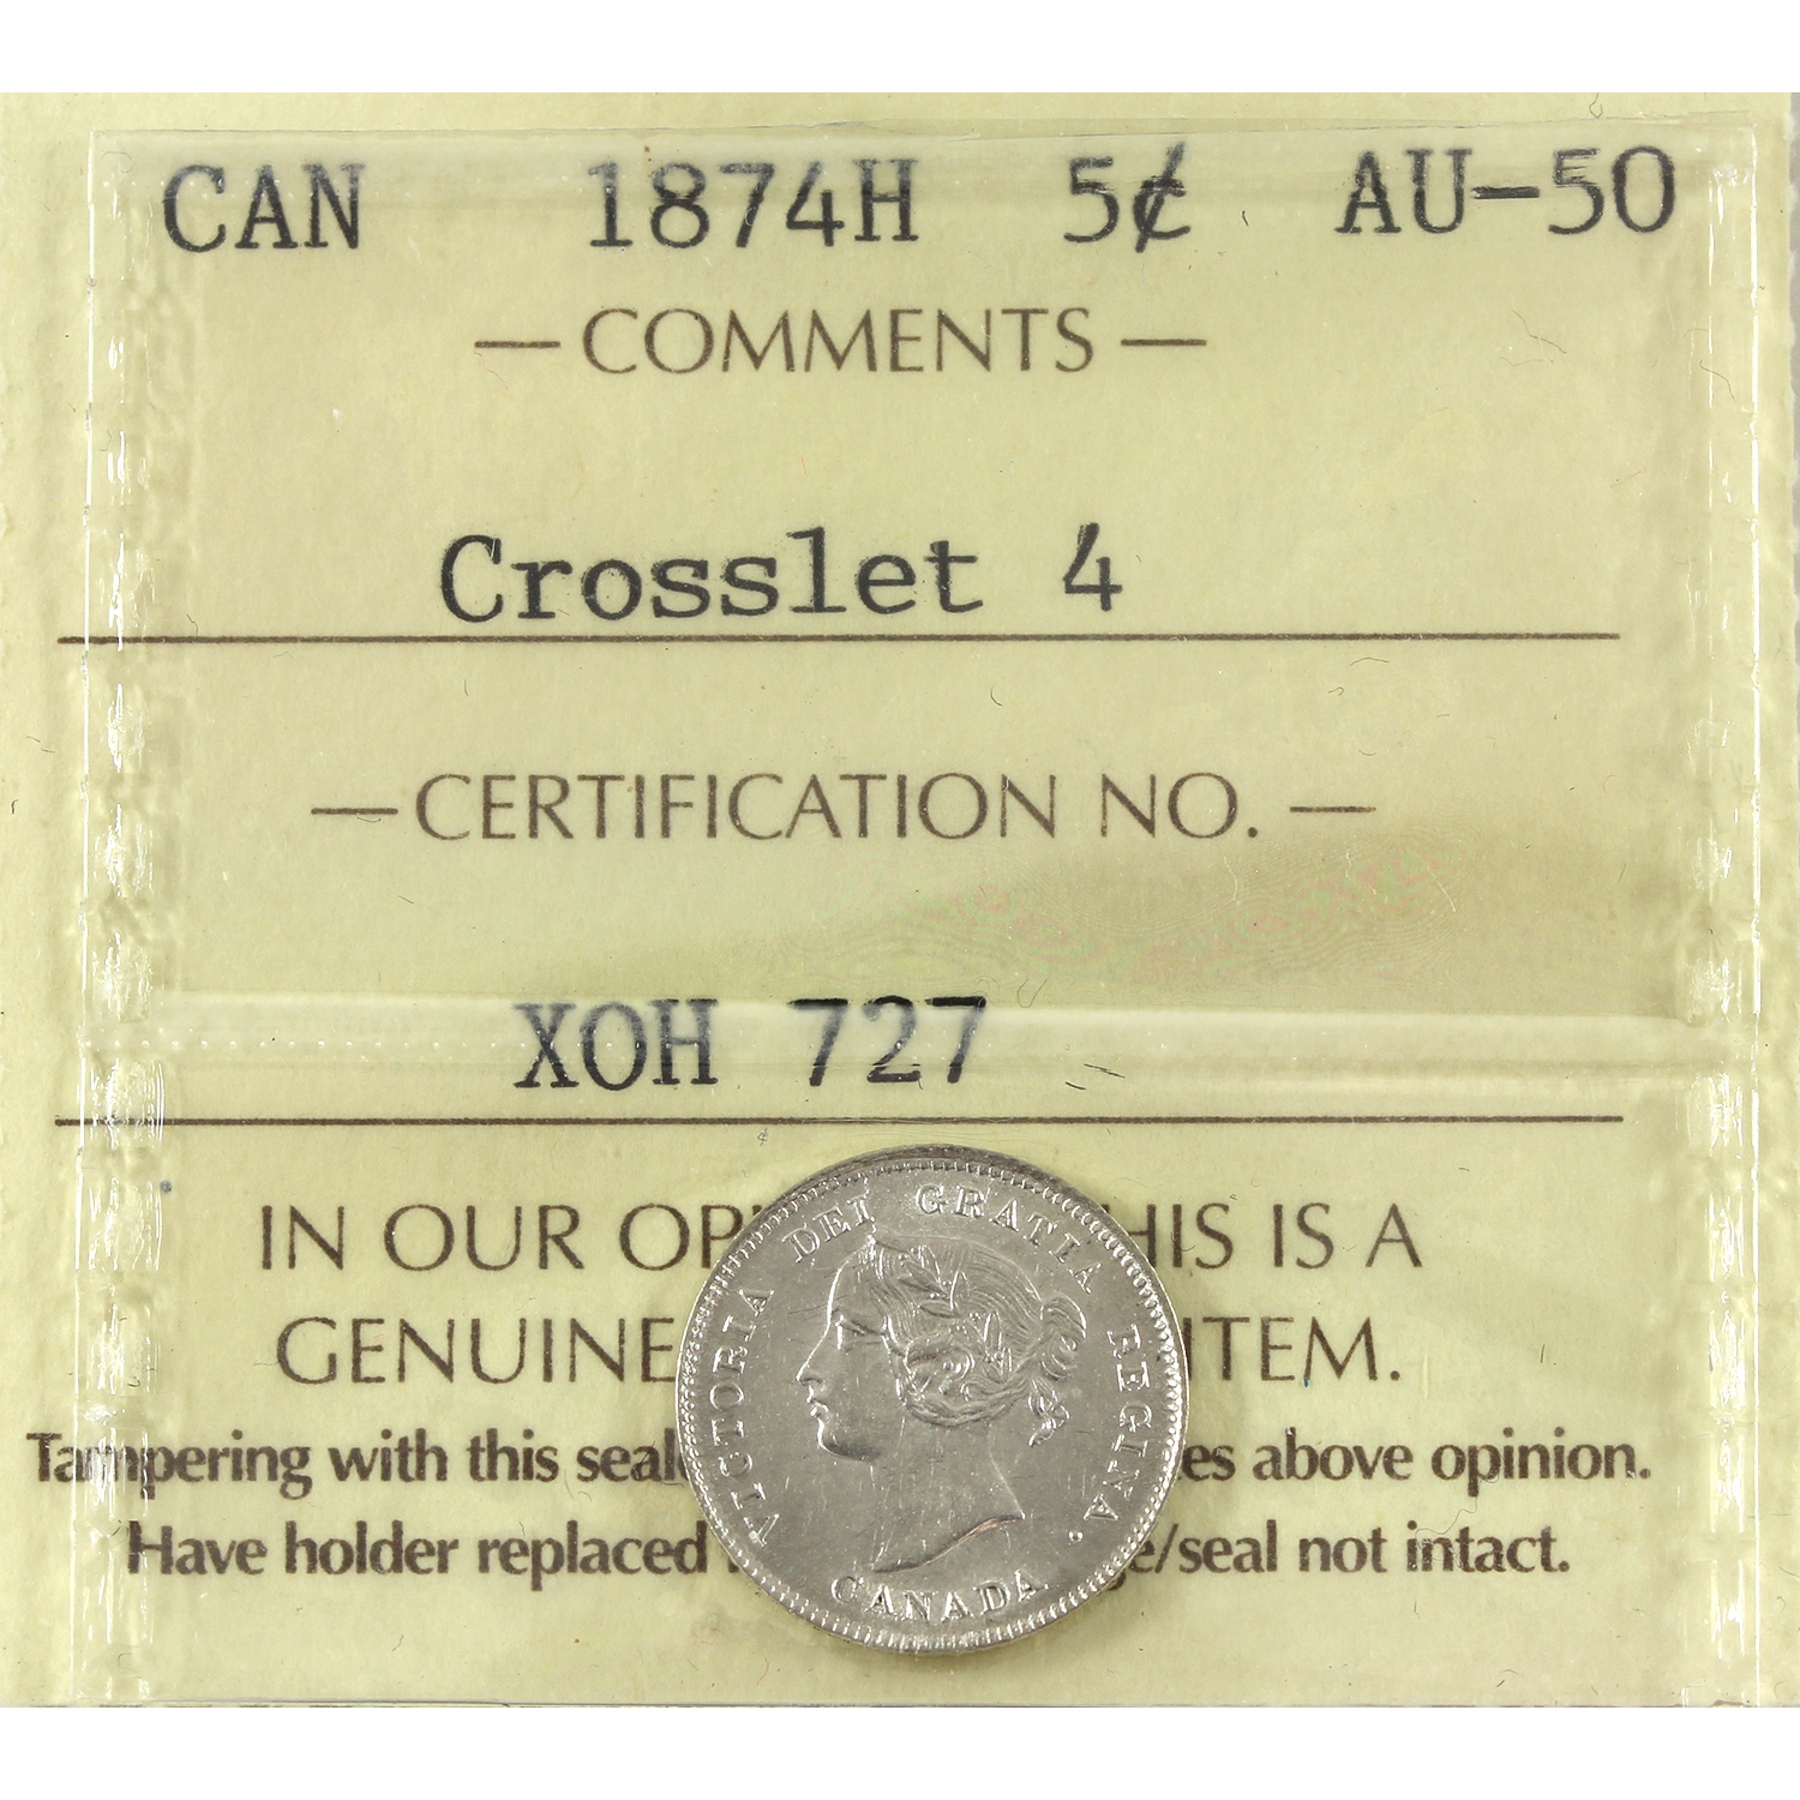 CAN 1874H 5¢ AU-50
— COMMENTS —
Crosslet 4
— CERTIFICATION NO. —
XOH 727
IN OUR OP HIS IS A
GENUINE ITEM.
Tampering with this seal es above opinion.
Have holder replaced e/seal not intact.
VICTORIA DEI GRATIA REGINA.
CANADA